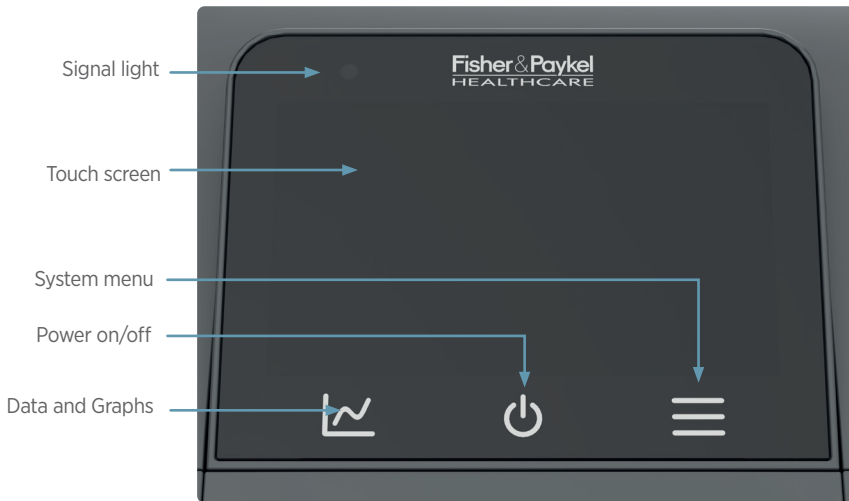 Signal light
Fisher&Paykel
HEALTHCARE
Touch screen
System menu
Power on/off
Data and Graphs